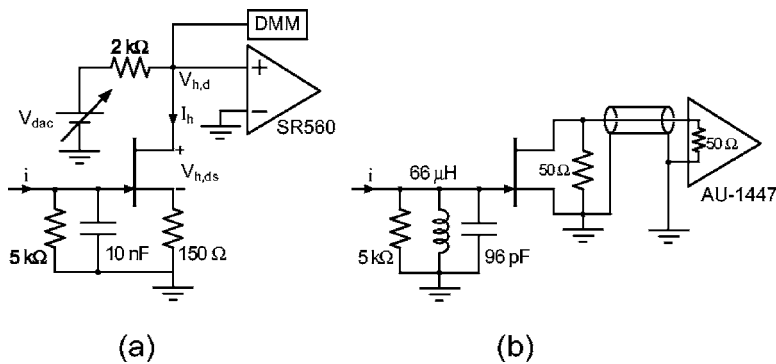 DMM
2 kΩ
V_h,d
+
−
SR560
V_dac
I_h
+
V_h,ds
−
i
5 kΩ
10 nF
150 Ω
(a)
50 Ω
50 Ω
AU-1447
i
66 μH
5 kΩ
96 pF
(b)